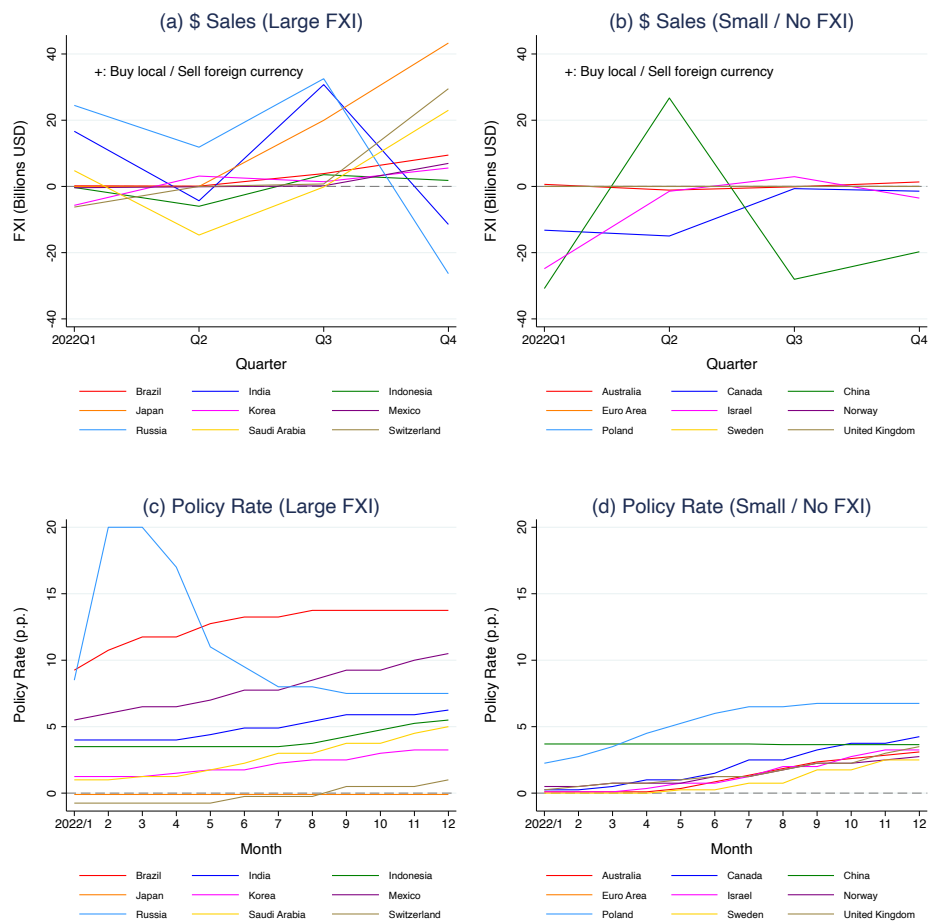 (a) $ Sales (Large FXI)
+: Buy local / Sell foreign currency
FXI (Billions USD)
40
20
0
20
-40
2022Q1 Q2 Q3 Q4
Quarter
Brazil India Indonesia
Japan Korea Mexico
Russia Saudi Arabia Switzerland
(b) $ Sales (Small / No FXI)
+: Buy local / Sell foreign currency
FXI (Billions USD)
40
20
0
20
-40
2022Q1 Q2 Q3 Q4
Quarter
Australia Canada China
Euro Area Israel Norway
Poland Sweden United Kingdom
(c) Policy Rate (Large FXI)
Policy Rate (p.p.)
20
15
10
5
0
2022/1 2 3 4 5 6 7 8 9 10 11 12
Month
Brazil India Indonesia
Japan Korea Mexico
Russia Saudi Arabia Switzerland
(d) Policy Rate (Small / No FXI)
Policy Rate (p.p.)
20
15
10
5
0
2022/1 2 3 4 5 6 7 8 9 10 11 12
Month
Australia Canada China
Euro Area Israel Norway
Poland Sweden United Kingdom